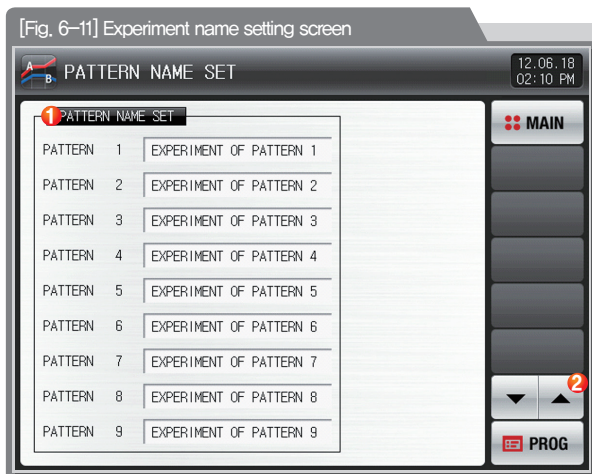 [Fig. 6-11] Experiment name setting screen
A B PATTERN NAME SET
12.06.18
02:10 PM
1 PATTERN NAME SET
MAIN
PATTERN 1 EXPERIMENT OF PATTERN 1
PATTERN 2 EXPERIMENT OF PATTERN 2
PATTERN 3 EXPERIMENT OF PATTERN 3
PATTERN 4 EXPERIMENT OF PATTERN 4
PATTERN 5 EXPERIMENT OF PATTERN 5
PATTERN 6 EXPERIMENT OF PATTERN 6
PATTERN 7 EXPERIMENT OF PATTERN 7
PATTERN 8 EXPERIMENT OF PATTERN 8
PATTERN 9 EXPERIMENT OF PATTERN 9
2
PROG